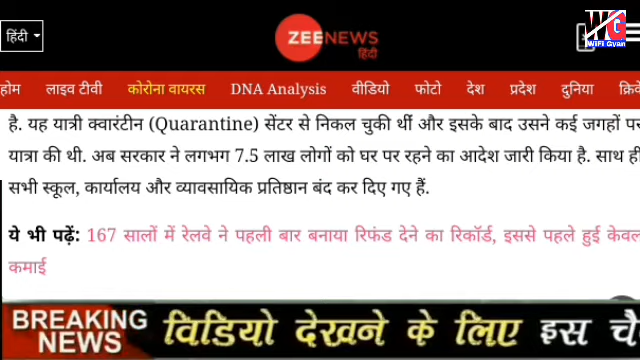 हिंदी
ZEENEWS
हिंदी
WG
WiFi Gyan
होम लाइव टीवी कोरोना वायरस DNA Analysis वीडियो फोटो देश प्रदेश दुनिया
है. यह यात्री क्वारंटीन (Quarantine) सेंटर से निकल चुकी थीं और इसके बाद उसने कई जगहों पर
यात्रा की थी. अब सरकार ने लगभग 7.5 लाख लोगों को घर पर रहने का आदेश जारी किया है. साथ ही
सभी स्कूल, कार्यालय और व्यावसायिक प्रतिष्ठान बंद कर दिए गए हैं.
ये भी पढ़ें: 167 सालों में रेलवे ने पहली बार बनाया रिफंड देने का रिकॉर्ड, इससे पहले हुई केवल
कमाई
BREAKING NEWS विडियो देखने के लिए इस